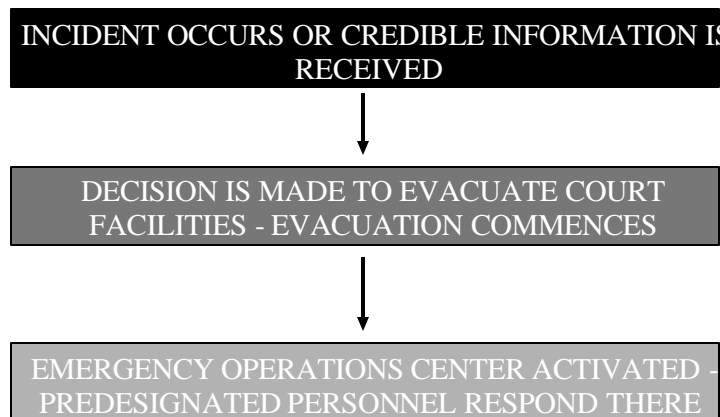 INCIDENT OCCURS OR CREDIBLE INFORMATION IS
RECEIVED
DECISION IS MADE TO EVACUATE COURT
FACILITIES - EVACUATION COMMENCES
EMERGENCY OPERATIONS CENTER ACTIVATED -
PREDESIGNATED PERSONNEL RESPOND THERE